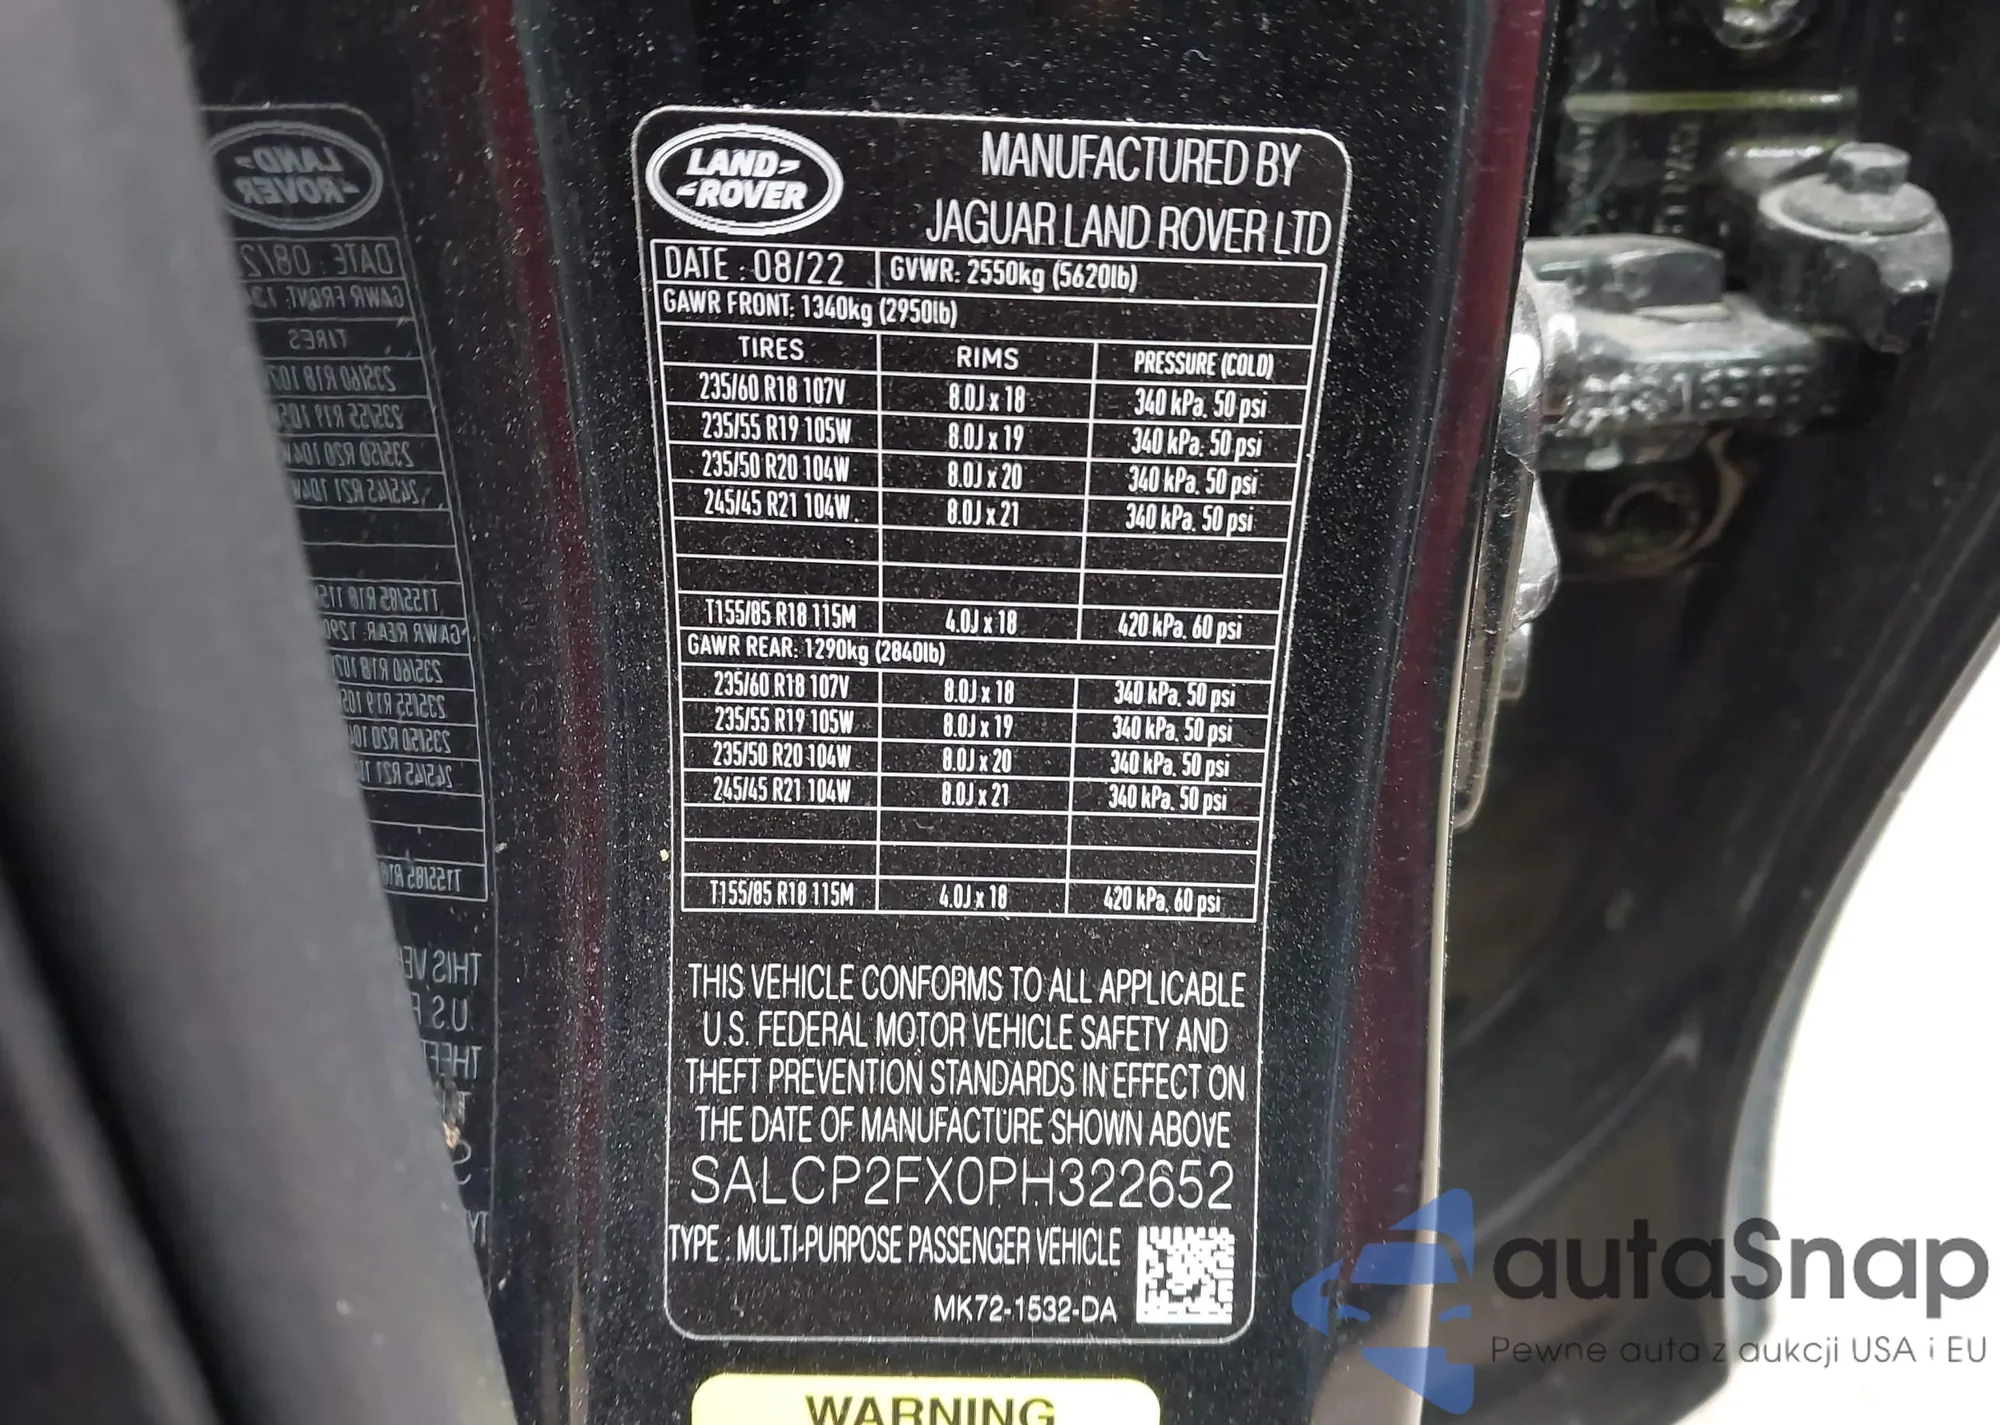 LAND
ROVER
MANUFACTURED BY
JAGUAR LAND ROVER LTD
DATE : 08/22 GVWR: 2550kg (5620lb)
GAWR FRONT: 1340kg (2950lb)
TIRES RIMS PRESSURE (COLD)
235/60 R18 107V 8.0J x 18 340 kPa. 50 psi
235/55 R19 105W 8.0J x 19 340 kPa. 50 psi
235/50 R20 104W 8.0J x 20 340 kPa. 50 psi
245/45 R21 104W 8.0J x 21 340 kPa. 50 psi
T155/85 R18 115M 4.0J x 18 420 kPa. 60 psi
GAWR REAR: 1290kg (2840lb)
235/60 R18 107V 8.0J x 18 340 kPa. 50 psi
235/55 R19 105W 8.0J x 19 340 kPa. 50 psi
235/50 R20 104W 8.0J x 20 340 kPa. 50 psi
245/45 R21 104W 8.0J x 21 340 kPa. 50 psi
T155/85 R18 115M 4.0J x 18 420 kPa. 60 psi
THIS VEHICLE CONFORMS TO ALL APPLICABLE
U.S. FEDERAL MOTOR VEHICLE SAFETY AND
THEFT PREVENTION STANDARDS IN EFFECT ON
THE DATE OF MANUFACTURE SHOWN ABOVE
SALCP2FX0PH322652
TYPE : MULTI-PURPOSE PASSENGER VEHICLE
MK72-1532-DA
WARNING
autaSnap
Pewne auta z aukcji USA i EU